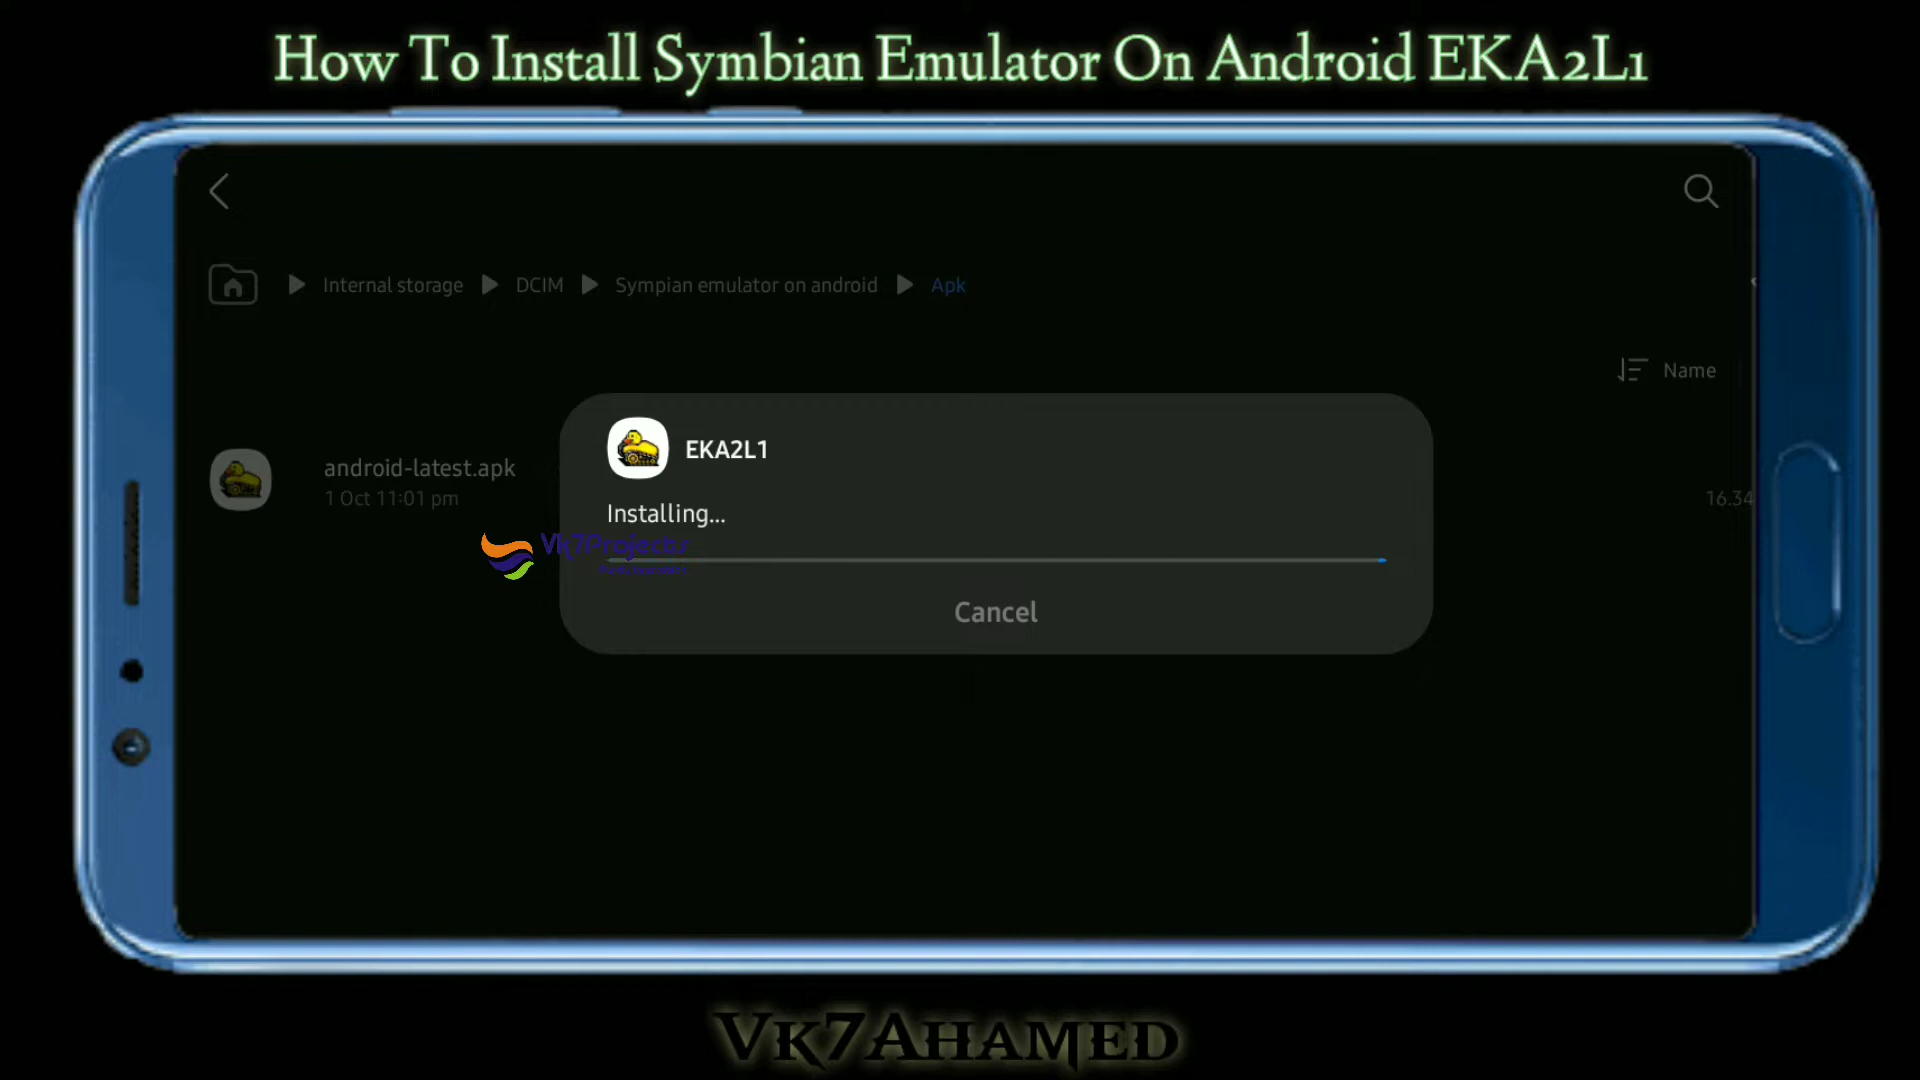 How To Install Symbian Emulator On Android EKA2L1
Internal storage
DCIM
Sympian emulator on android
Apk
Name
android-latest.apk
1 Oct 11:01 pm
16.34
EKA2L1
Installing...
Vk7Projects
Cancel
Vk7Ahamed